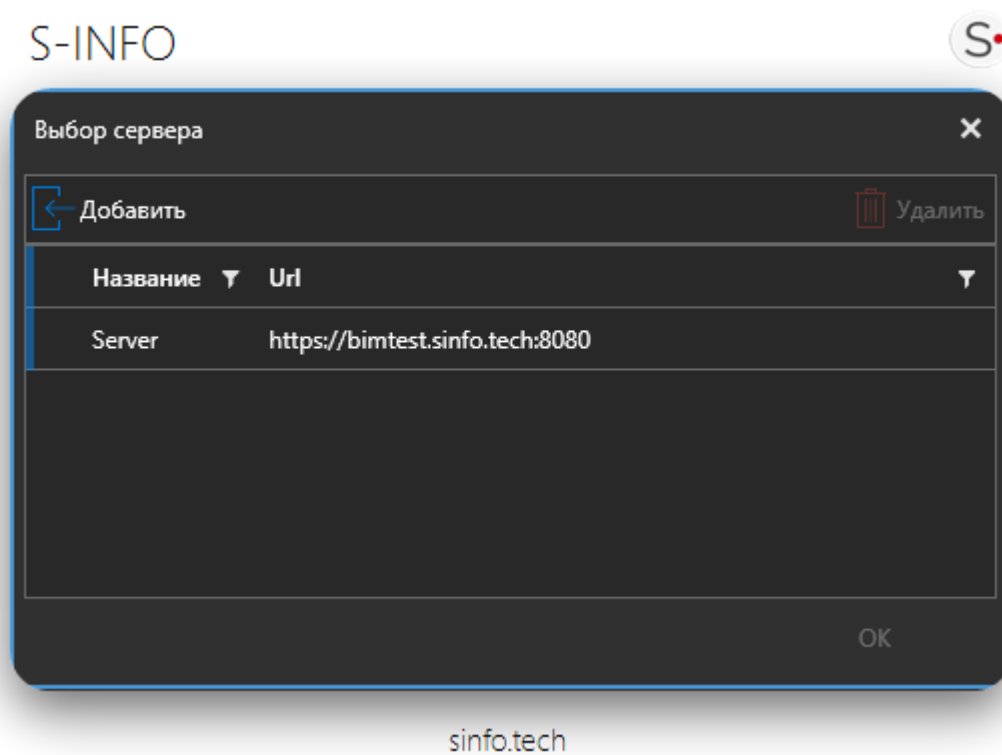 S-INFO
S
Выбор сервера
Добавить Удалить
Название Url
Server https://bimtest.sinfo.tech:8080
OK
sinfo.tech